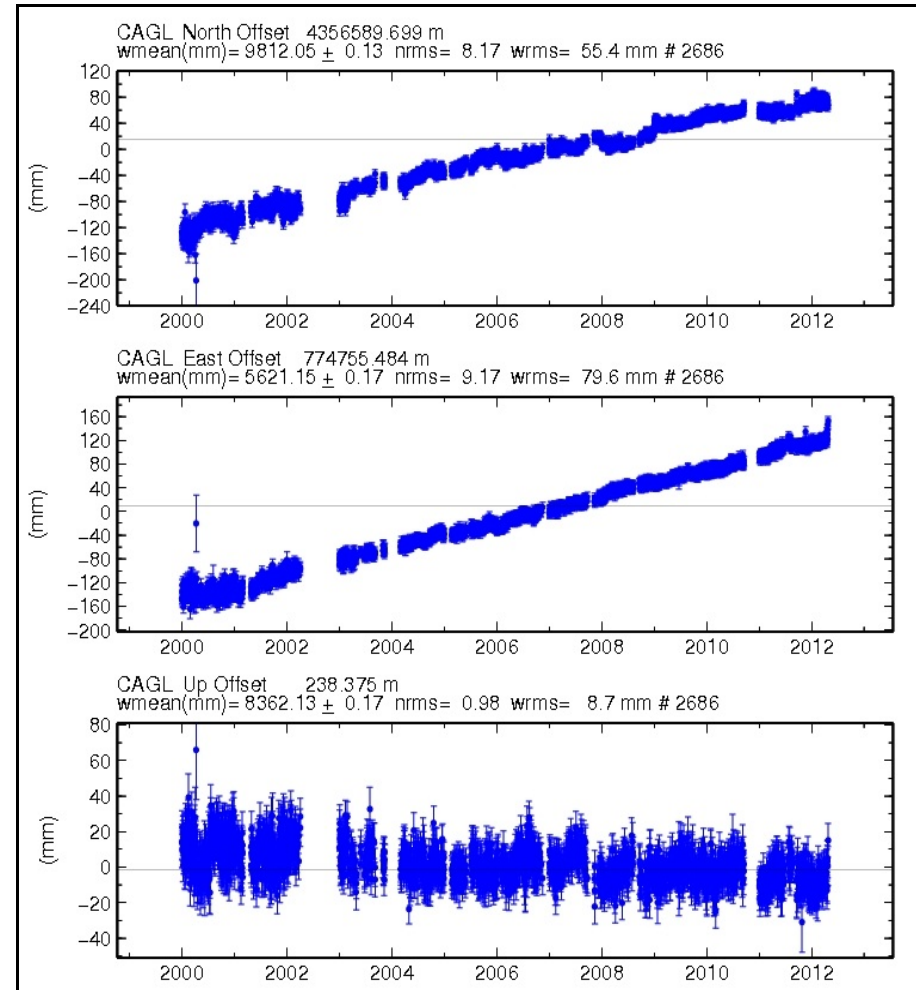 CAGL North Offset 4356589.699 m
wmean(mm)= 9812.05 ± 0.13 nrms= 8.17 wrms= 55.4 mm # 2686
120
80
40
0
−40
−80
−120
−160
−200
−240
(mm)
2000 2002 2004 2006 2008 2010 2012
CAGL East Offset 774755.484 m
wmean(mm)= 5621.15 ± 0.17 nrms= 9.17 wrms= 79.6 mm # 2686
160
120
80
40
0
−40
−80
−120
−160
−200
(mm)
2000 2002 2004 2006 2008 2010 2012
CAGL Up Offset 238.375 m
wmean(mm)= 8362.13 ± 0.17 nrms= 0.98 wrms= 8.7 mm # 2686
80
60
40
20
0
−20
−40
(mm)
2000 2002 2004 2006 2008 2010 2012